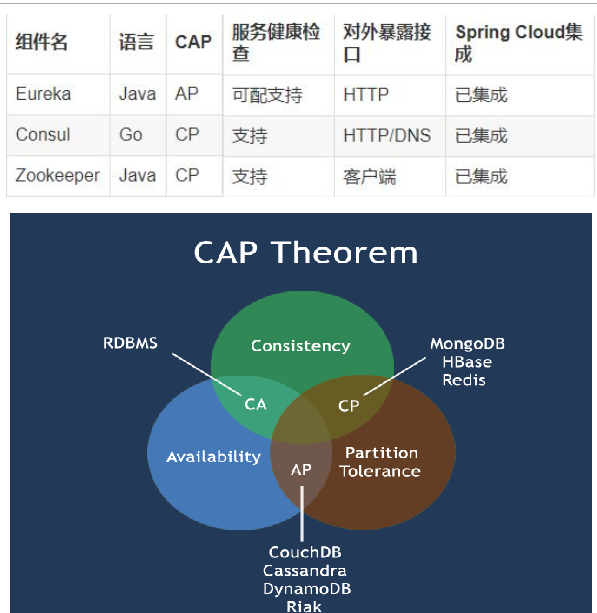 组件名 语言 CAP 服务健康检查 对外暴露接口 Spring Cloud集成
Eureka Java AP 可配支持 HTTP 已集成
Consul Go CP 支持 HTTP/DNS 已集成
Zookeeper Java CP 支持 客户端 已集成
CAP Theorem
RDBMS
Consistency
MongoDB
HBase
Redis
CA
CP
Availability
Partition
Tolerance
AP
CouchDB
Cassandra
DynamoDB
Riak